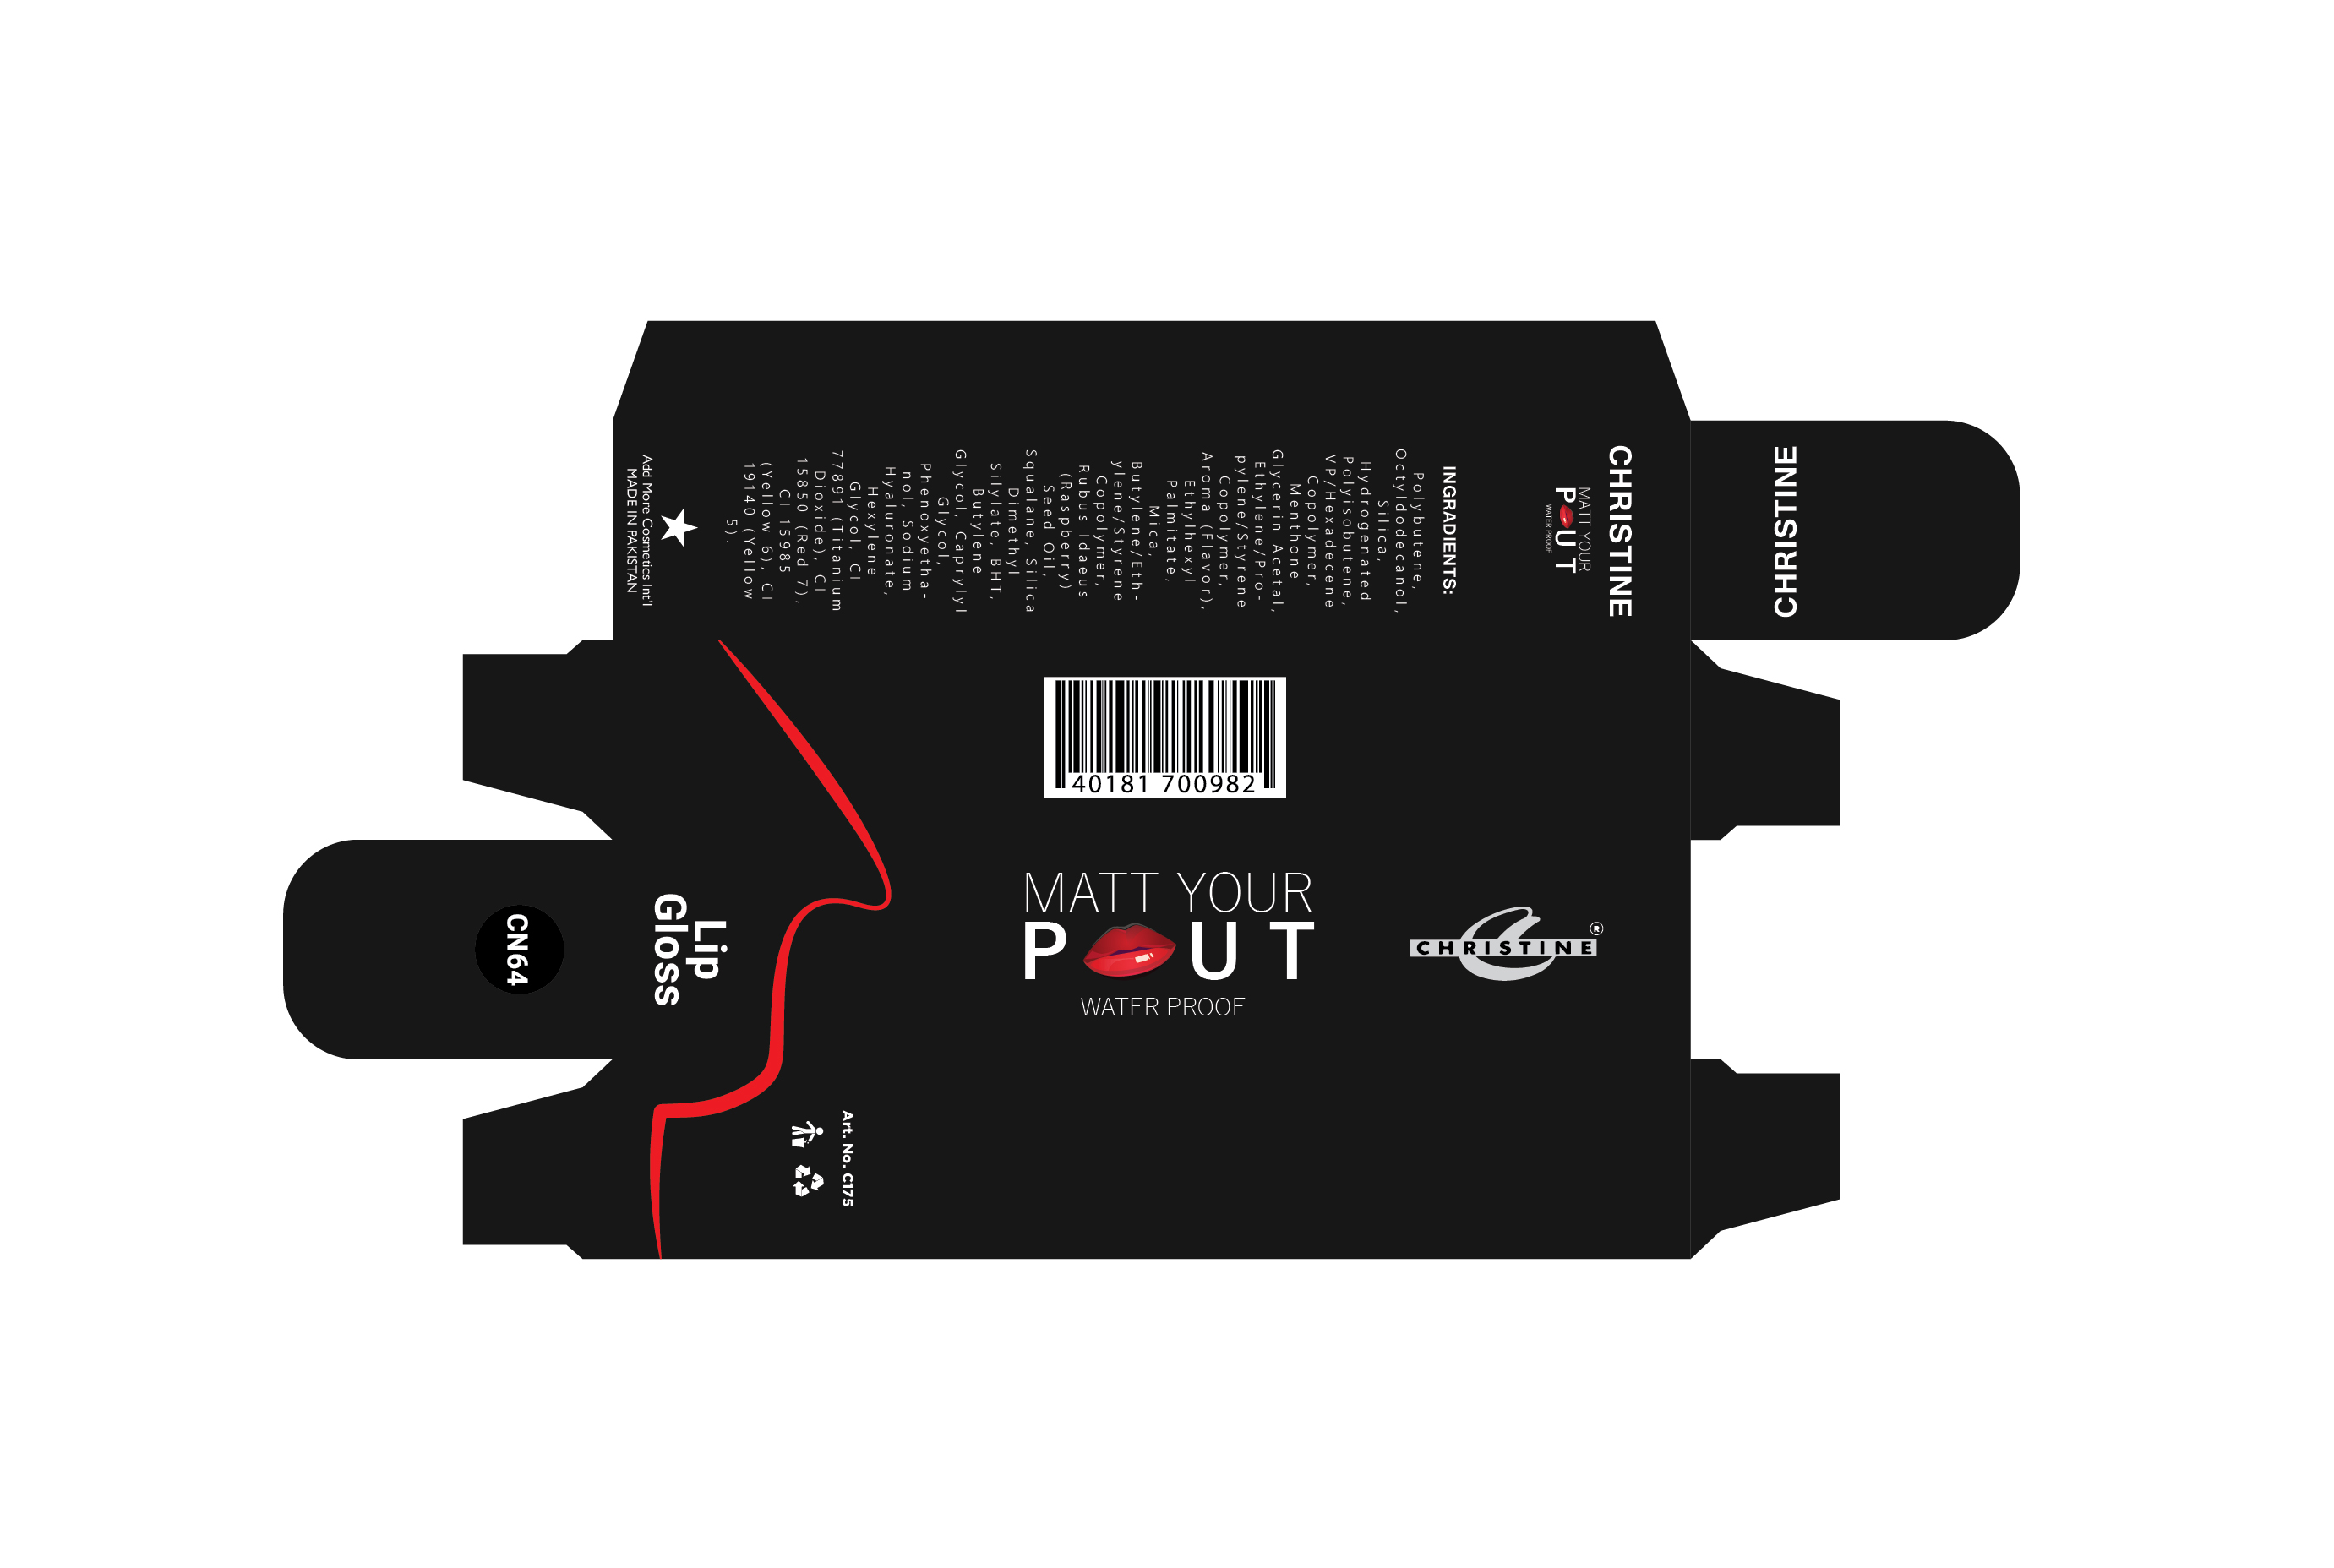 CHRISTINE
CHRISTINE
MATT YOUR
P UT
WATER PROOF
INGRADIENTS:
Polybutene,
Octyldodecanol,
Silica,
Hydrogenated
Polyisobutene,
VP/Hexadecene
Copolymer,
Menthone
Glycerin Acetal,
Ethylene/Pro-
pylene/Styrene
Copolymer,
Aroma (Flavor),
Ethylhexyl
Palmitate,
Mica,
Butylene/Eth-
ylene/Styrene
Copolymer,
Rubus Idaeus
(Raspberry)
Seed Oil,
Squalane, Silica
Dimethyl
Silylate, BHT,
Butylene
Glycol, Caprylyl
Glycol,
Phenoxyetha-
nol, Sodium
Hyaluronate,
Hexylene
Glycol, CI
77891 (Titanium
Dioxide), CI
15850 (Red 7),
CI 15985
(Yellow 6), CI
19140 (Yellow
5).
Add More Cosmetics Int'l
MADE IN PAKISTAN
40181 700982
MATT YOUR
P UT
WATER PROOF
CHRISTINE ®
Lip
Gloss
CN64
Art. No. C175